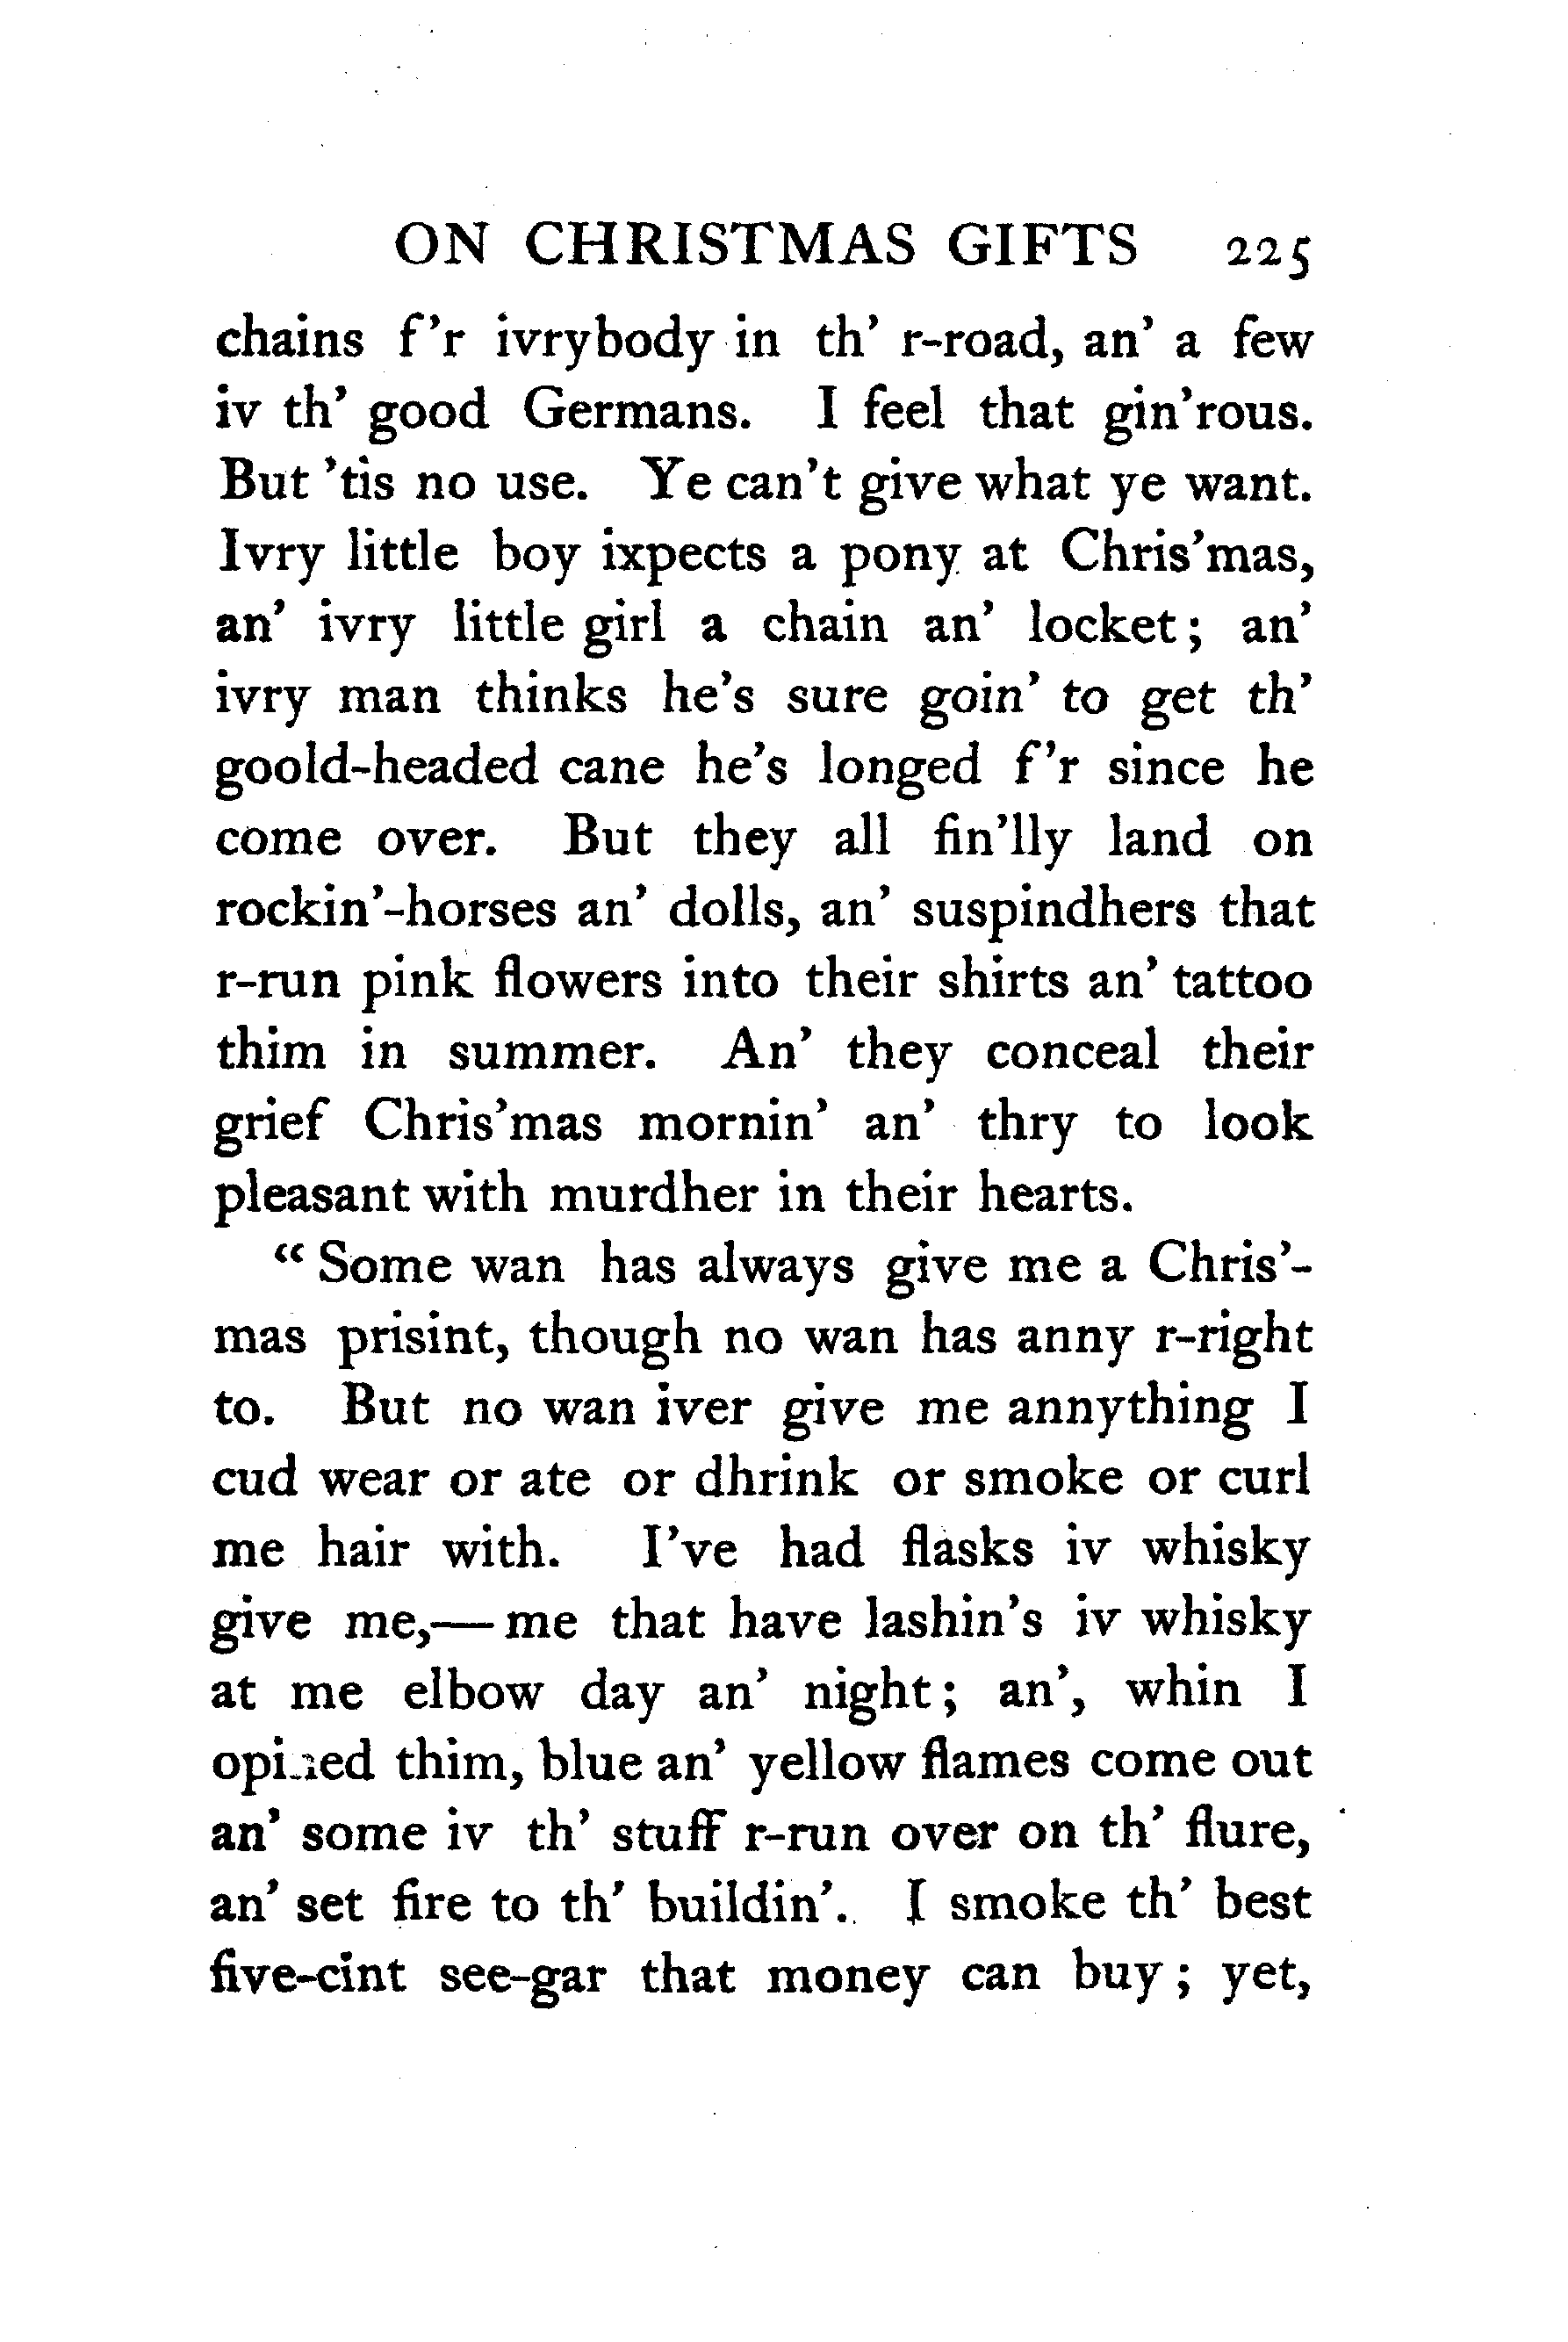 ON CHRISTMAS GIFTS 225
chains f'r ivrybody in th' r-road, an' a few
iv th' good Germans. I feel that gin'rous.
But 'tis no use. Ye can't give what ye want.
Ivry little boy ixpects a pony at Chris'mas,
an' ivry little girl a chain an' locket; an'
ivry man thinks he's sure goin' to get th'
goold-headed cane he's longed f'r since he
come over. But they all fin'lly land on
rockin'-horses an' dolls, an' suspindhers that
r-run pink flowers into their shirts an' tattoo
thim in summer. An' they conceal their
grief Chris'mas mornin' an' thry to look
pleasant with murdher in their hearts.
"Some wan has always give me a Chris'-
mas prisint, though no wan has anny r-right
to. But no wan iver give me annything I
cud wear or ate or dhrink or smoke or curl
me hair with. I've had flasks iv whisky
give me,—me that have lashin's iv whisky
at me elbow day an' night; an', whin I
opined thim, blue an' yellow flames come out
an' some iv th' stuff r-run over on th' flure,
an' set fire to th' buildin'. I smoke th' best
five-cint see-gar that money can buy; yet,